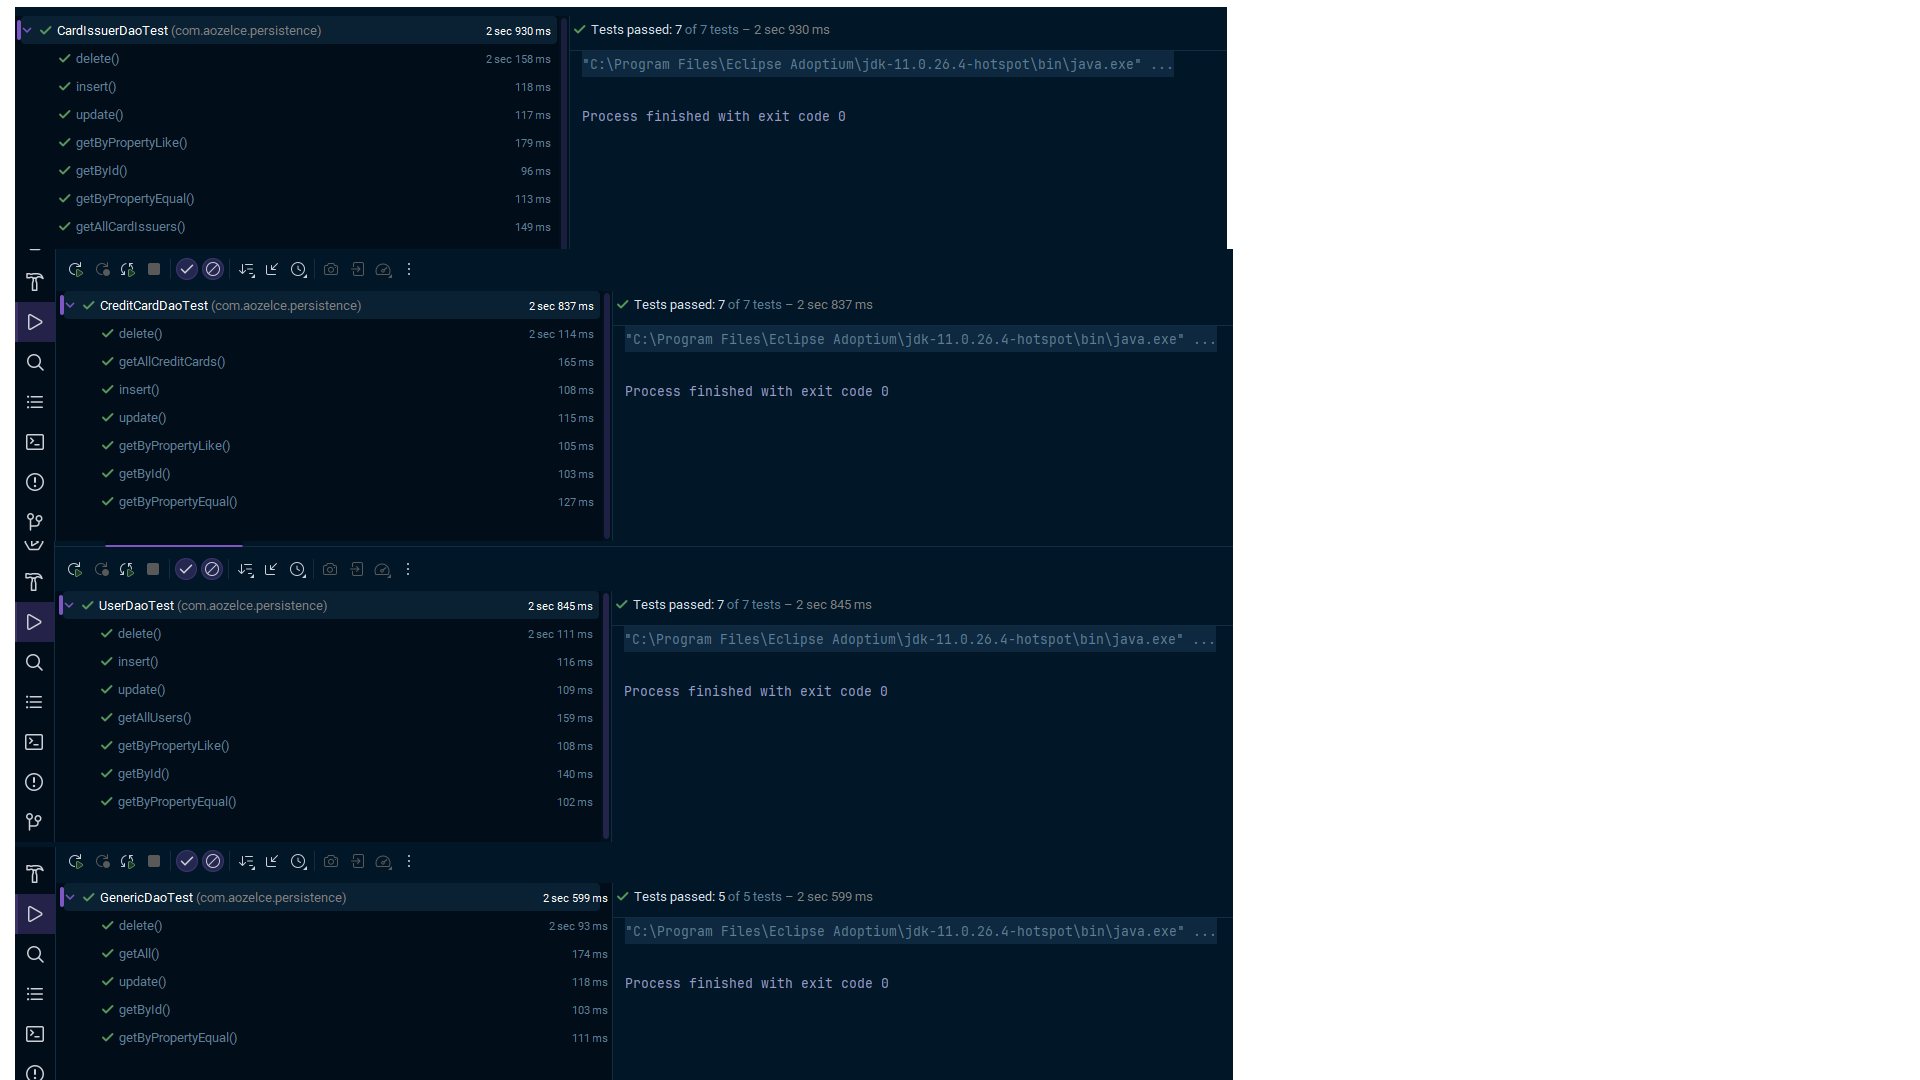 CardIssuerDaoTest (com.aozelce.persistence) 2 sec 930 ms
delete() 2 sec 158 ms
insert() 118 ms
update() 117 ms
getByPropertyLike() 179 ms
getById() 96 ms
getByPropertyEqual() 113 ms
getAllCardIssuers() 149 ms
Tests passed: 7 of 7 tests – 2 sec 930 ms
"C:\Program Files\Eclipse Adoptium\jdk-11.0.26.4-hotspot\bin\java.exe" ...
Process finished with exit code 0
CreditCardDaoTest (com.aozelce.persistence) 2 sec 837 ms
delete() 2 sec 114 ms
getAllCreditCards() 165 ms
insert() 108 ms
update() 115 ms
getByPropertyLike() 105 ms
getById() 103 ms
getByPropertyEqual() 127 ms
Tests passed: 7 of 7 tests – 2 sec 837 ms
"C:\Program Files\Eclipse Adoptium\jdk-11.0.26.4-hotspot\bin\java.exe" ...
Process finished with exit code 0
UserDaoTest (com.aozelce.persistence) 2 sec 845 ms
delete() 2 sec 111 ms
insert() 116 ms
update() 109 ms
getAllUsers() 159 ms
getByPropertyLike() 108 ms
getById() 140 ms
getByPropertyEqual() 102 ms
Tests passed: 7 of 7 tests – 2 sec 845 ms
"C:\Program Files\Eclipse Adoptium\jdk-11.0.26.4-hotspot\bin\java.exe" ...
Process finished with exit code 0
GenericDaoTest (com.aozelce.persistence) 2 sec 599 ms
delete() 2 sec 93 ms
getAll() 174 ms
update() 118 ms
getById() 103 ms
getByPropertyEqual() 111 ms
Tests passed: 5 of 5 tests – 2 sec 599 ms
"C:\Program Files\Eclipse Adoptium\jdk-11.0.26.4-hotspot\bin\java.exe" ...
Process finished with exit code 0